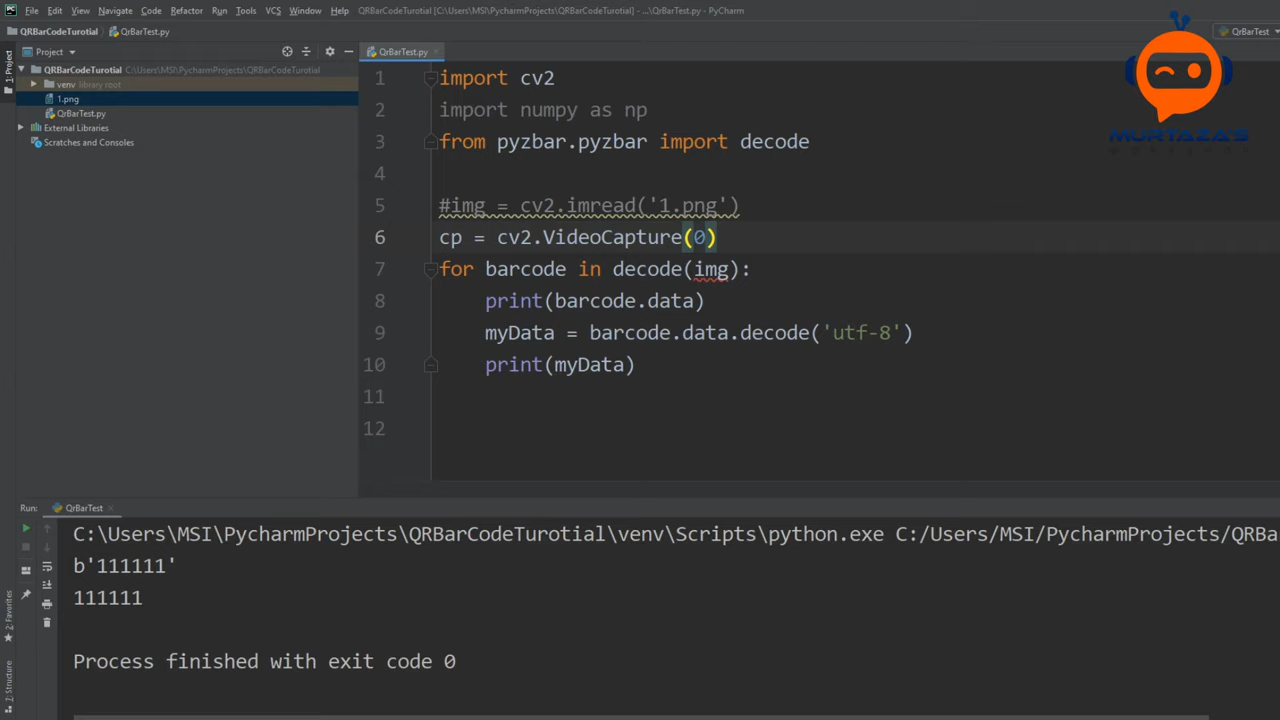 PC File Edit View Navigate Code Refactor Run Tools VCS Window Help QRBarCodeTurotial [C:\Users\MSI\PycharmProjects\QRBarCodeTurotial] - ...\QrBarTest.py - PyCharm
QRBarCodeTurotial QrBarTest.py QrBarTest
Project QrBarTest.py
1: Project
QRBarCodeTurotial C:\Users\MSI\PycharmProjects\QRBarCodeTurotial
venv library root
1.png
QrBarTest.py
External Libraries
Scratches and Consoles
1 import cv2
2 import numpy as np
3 from pyzbar.pyzbar import decode
4
5 #img = cv2.imread('1.png')
6 cp = cv2.VideoCapture(0)
7 for barcode in decode(img):
8 print(barcode.data)
9 myData = barcode.data.decode('utf-8')
10 print(myData)
11
12
MURTAZA'S
Run: QrBarTest
C:\Users\MSI\PycharmProjects\QRBarCodeTurotial\venv\Scripts\python.exe C:/Users/MSI/PycharmProjects/QRBa
b'111111'
111111
Process finished with exit code 0
2: Favorites
7: Structure